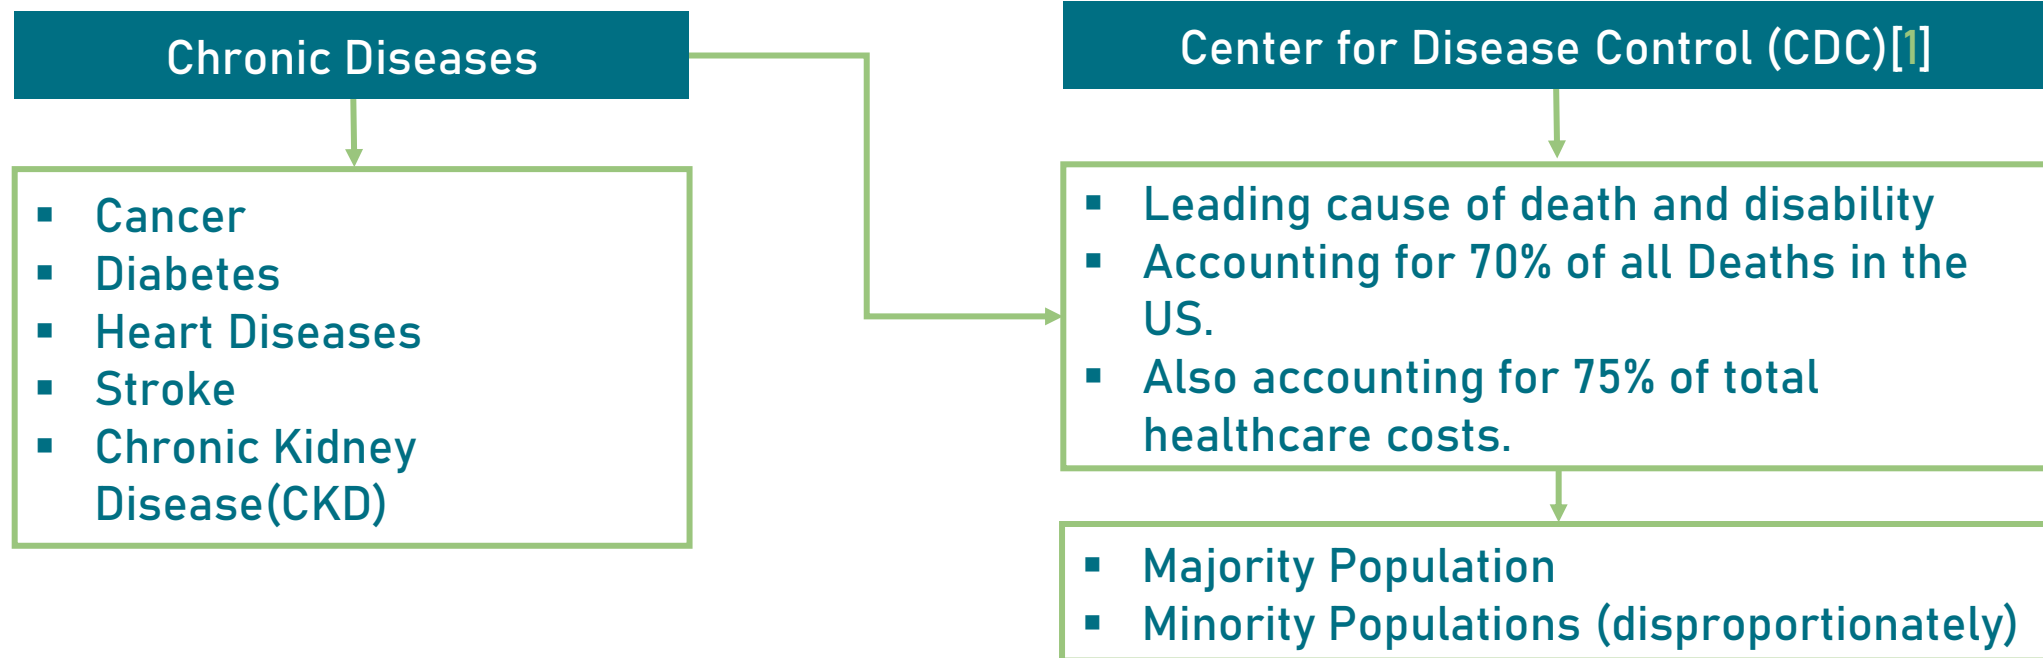 Chronic Diseases
▪ Cancer
▪ Diabetes
▪ Heart Diseases
▪ Stroke
▪ Chronic Kidney
Disease(CKD)
Center for Disease Control (CDC)[1]
▪ Leading cause of death and disability
▪ Accounting for 70% of all Deaths in the
US.
▪ Also accounting for 75% of total
healthcare costs.
▪ Majority Population
▪ Minority Populations (disproportionately)